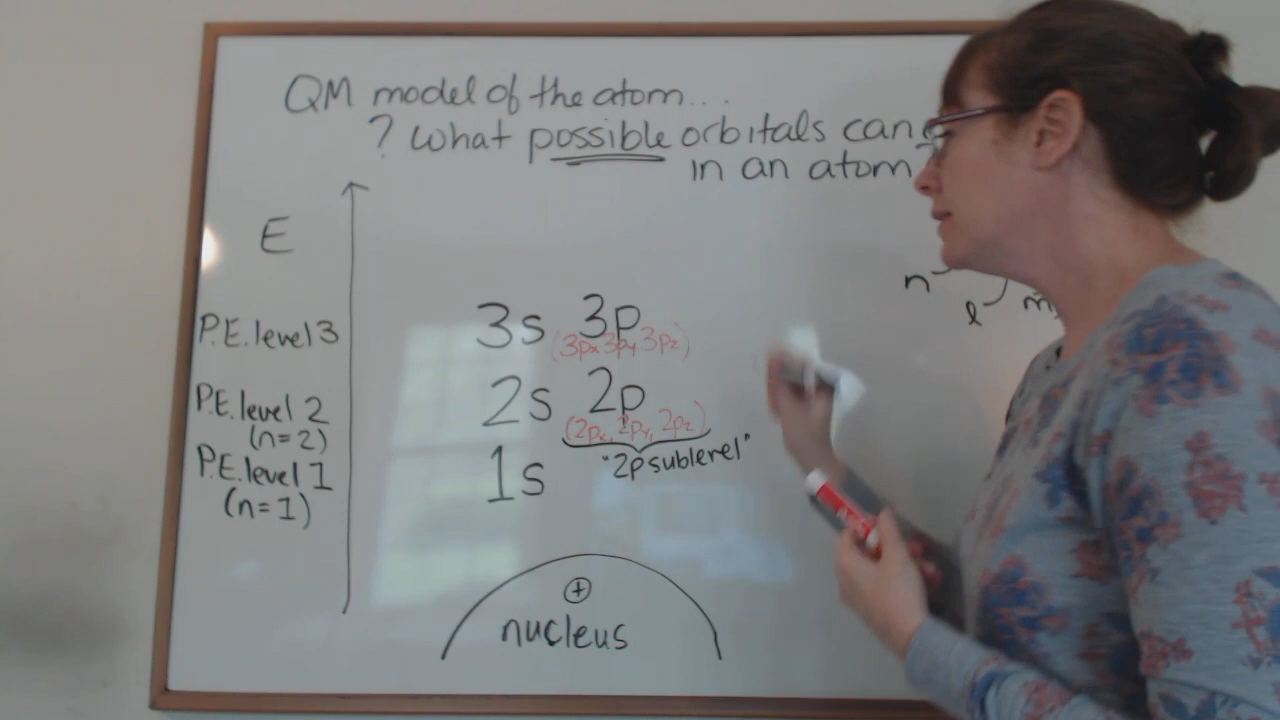 QM model of the atom...
? What possible orbitals can
in an atom?
E
n
l
P.E. level 3
3s 3p
(3px 3py 3pz)
P.E. level 2
(n=2)
2s 2p
(2px, 2py, 2pz)
"2p sublevel"
P.E. level 1
(n=1)
1s
+
nucleus